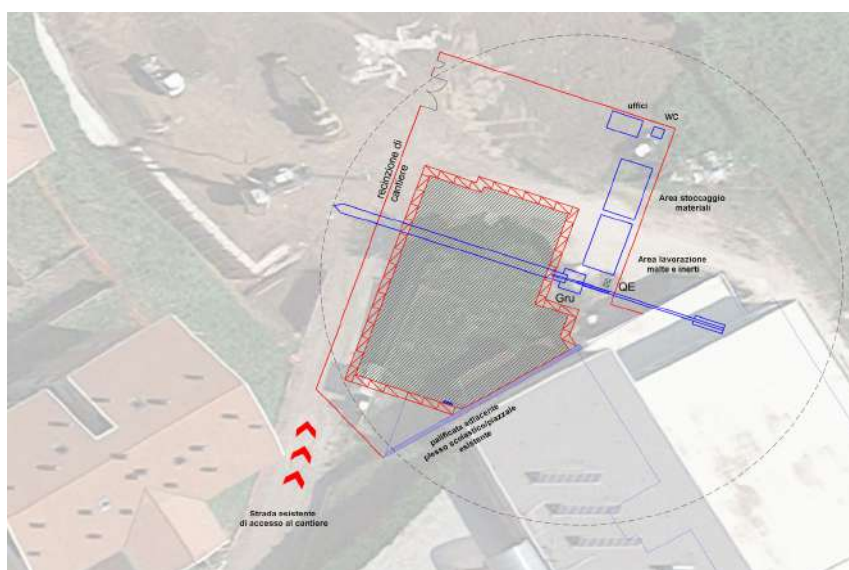 uffici
WC
recinzione di
cantiere
Area stoccaggio
materiali
Area lavorazione
malte e inerti
QE
Gru
palificata adiacente
plesso scolastico/piazzale
esistente
Strada esistente
di accesso al cantiere